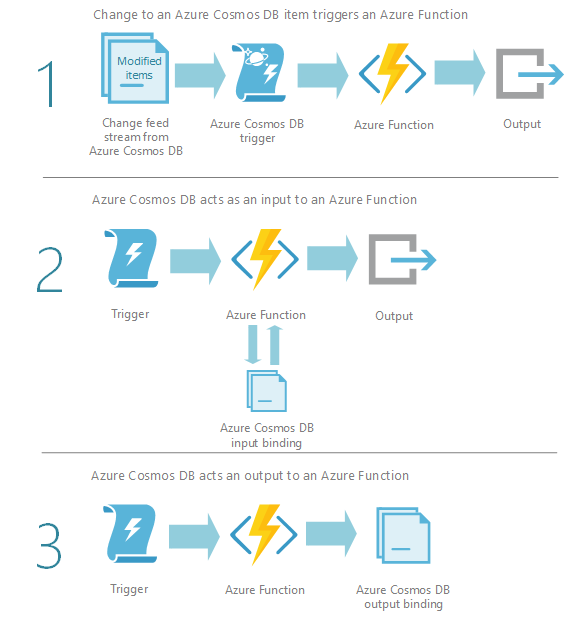 Change to an Azure Cosmos DB item triggers an Azure Function
1
Modified
items
Change feed
stream from
Azure Cosmos DB
Azure Cosmos DB
trigger
Azure Function
Output
Azure Cosmos DB acts as an input to an Azure Function
2
Trigger
Azure Function
Output
Azure Cosmos DB
input binding
Azure Cosmos DB acts an output to an Azure Function
3
Trigger
Azure Function
Azure Cosmos DB
output binding